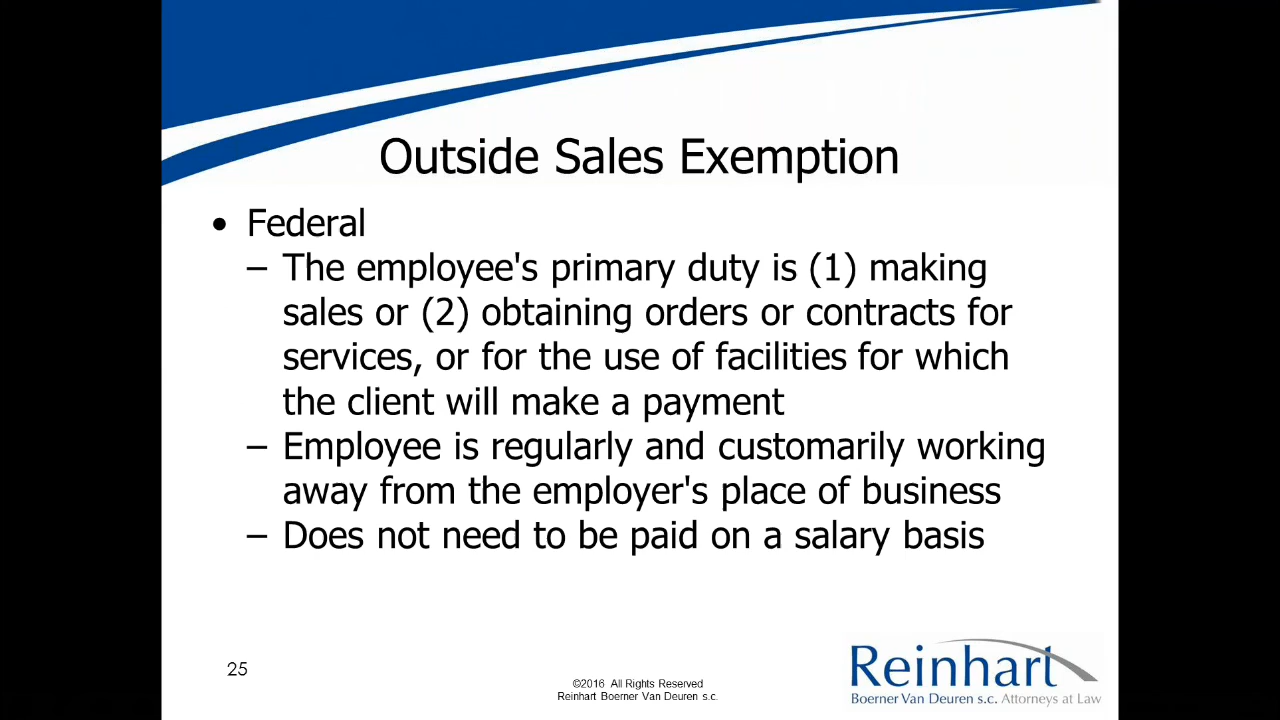 Outside Sales Exemption
• Federal
– The employee's primary duty is (1) making
sales or (2) obtaining orders or contracts for
services, or for the use of facilities for which
the client will make a payment
– Employee is regularly and customarily working
away from the employer's place of business
– Does not need to be paid on a salary basis
25
©2016 All Rights Reserved
Reinhart Boerner Van Deuren s.c.
Reinhart
Boerner Van Deuren s.c. Attorneys at Law